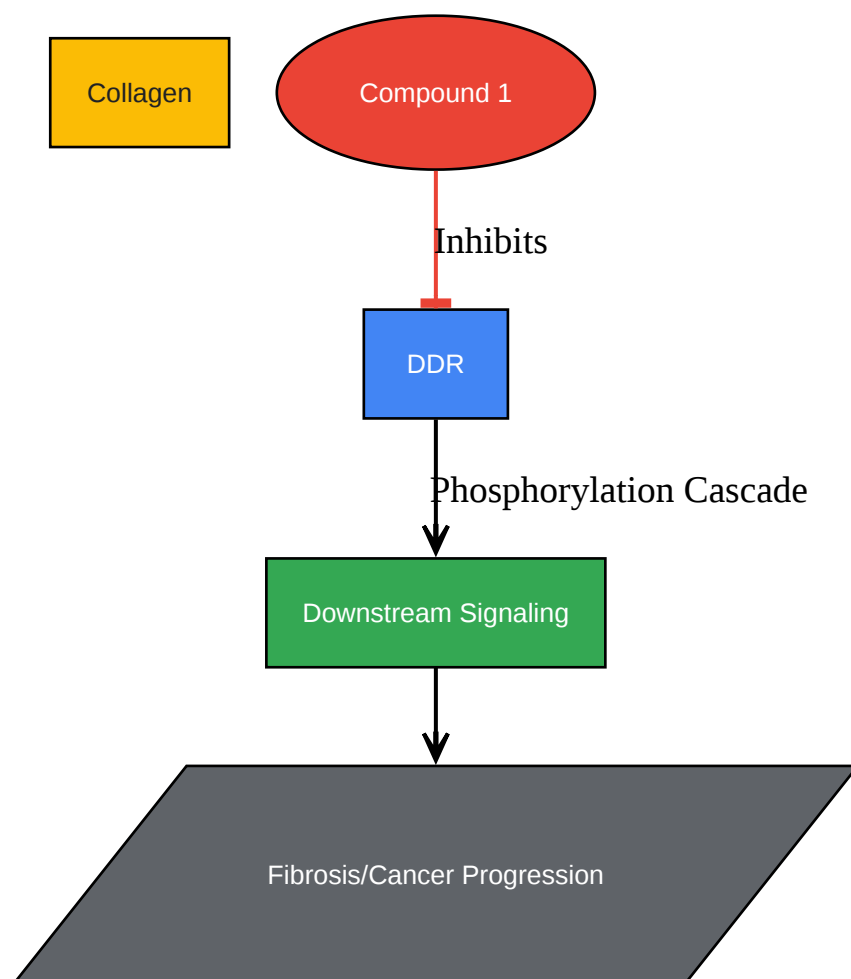 Collagen
Compound 1
Inhibits
DDR
Phosphorylation Cascade
Downstream Signaling
Fibrosis/Cancer Progression